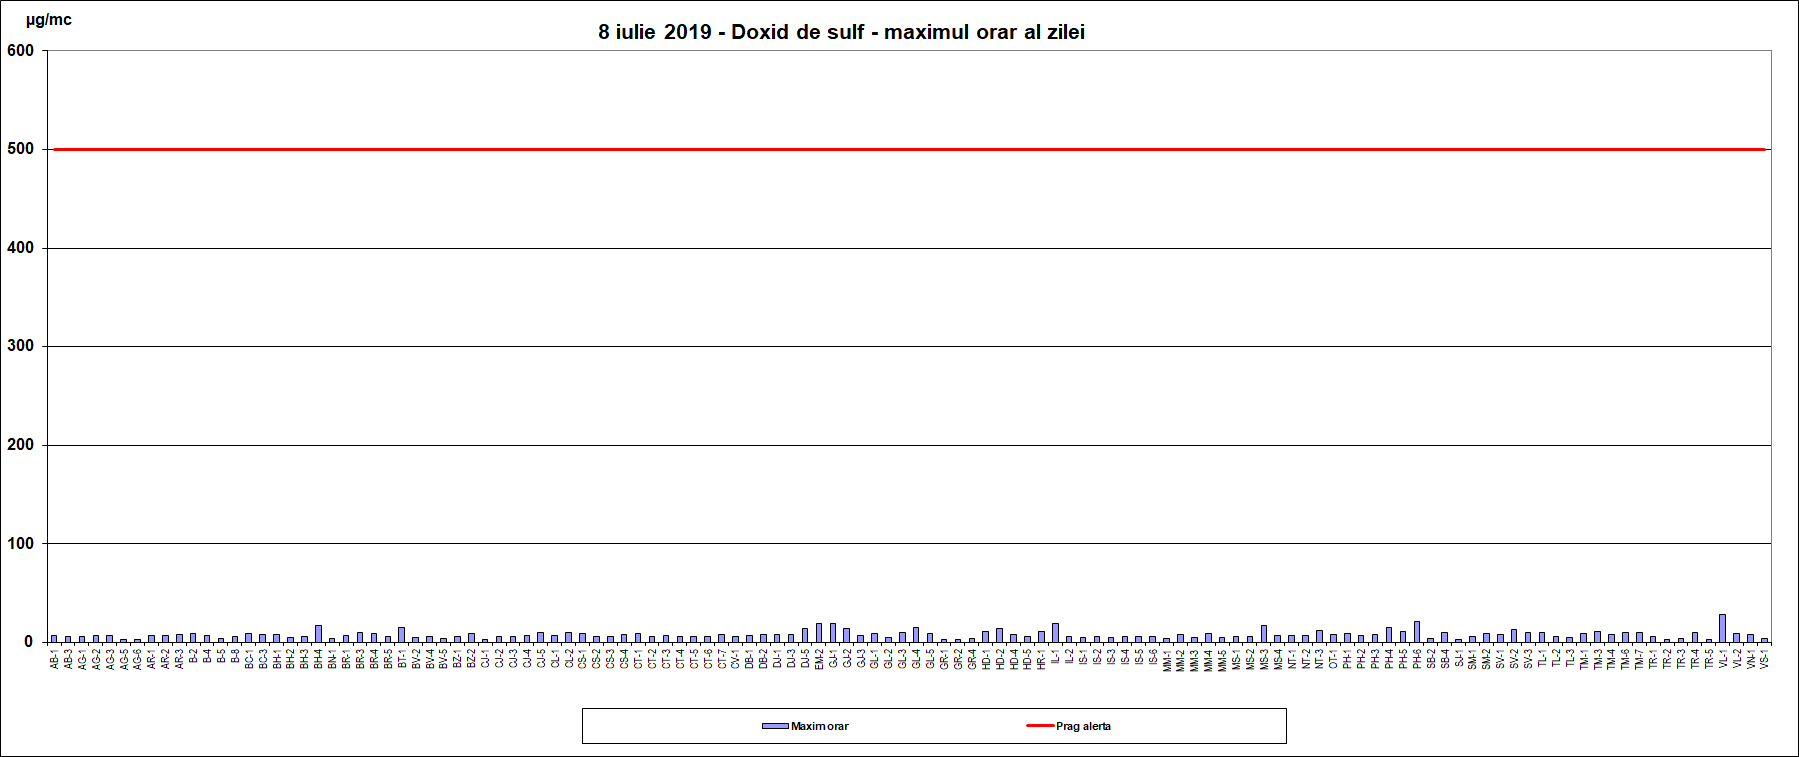 µg/mc
8 iulie 2019 - Doxid de sulf - maximul orar al zilei
600
500
400
300
200
100
0
AB-1 AB-3 AG-1 AG-2 AG-3 AG-5 AG-6 AR-1 AR-2 AR-3 B-2 B-4 B-5 B-8 BC-1 BC-3 BH-1 BH-2 BH-3 BH-4 BN-1 BR-1 BR-3 BR-4 BR-5 BT-1 BV-2 BV-4 BV-5 BZ-1 BZ-2 CJ-1 CJ-2 CJ-3 CJ-4 CJ-5 CL-1 CL-2 CS-1 CS-2 CS-3 CS-4 CT-1 CT-2 CT-3 CT-4 CT-5 CT-6 CT-7 CV-1 DB-1 DB-2 DJ-1 DJ-3 DJ-5 EM-2 GJ-1 GJ-2 GJ-3 GL-1 GL-2 GL-3 GL-4 GL-5 GR-1 GR-2 GR-4 HD-1 HD-2 HD-4 HD-5 HR-1 IL-1 IL-2 IS-1 IS-2 IS-3 IS-4 IS-5 IS-6 MM-1 MM-2 MM-3 MM-4 MM-5 MS-1 MS-2 MS-3 MS-4 NT-1 NT-2 NT-3 OT-1 PH-1 PH-2 PH-3 PH-4 PH-5 PH-6 SB-2 SB-4 SJ-1 SM-1 SM-2 SV-1 SV-2 SV-3 TL-1 TL-2 TL-3 TM-1 TM-3 TM-4 TM-6 TM-7 TR-1 TR-2 TR-3 TR-4 TR-5 VL-1 VL-2 VN-1 VS-1
Maxim orar Prag alerta